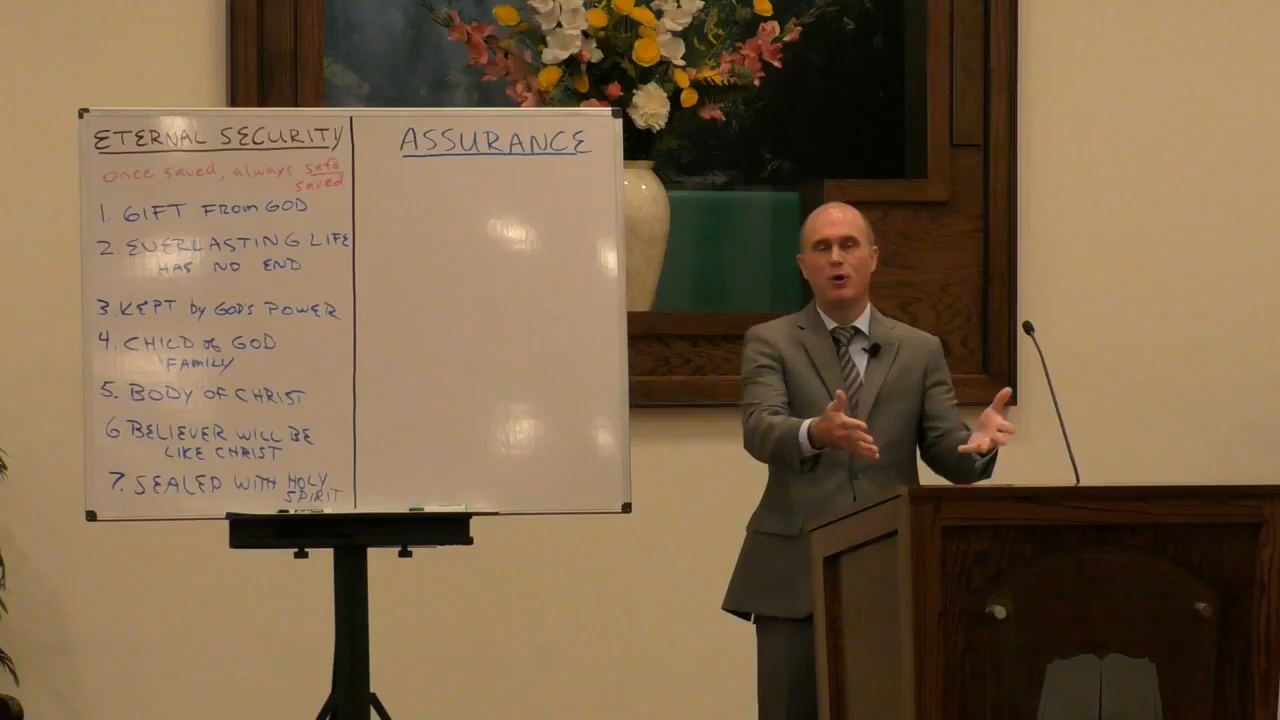 ETERNAL SECURITY
once saved, always safe
saved
1. GIFT FROM GOD
2 EVERLASTING LIFE
HAS NO END
3. KEPT by GOD'S POWER
4. CHILD of GOD
FAMILY
5. BODY OF CHRIST
6 BELIEVER WILL BE
LIKE CHRIST
7. SEALED WITH HOLY
SPIRIT
ASSURANCE